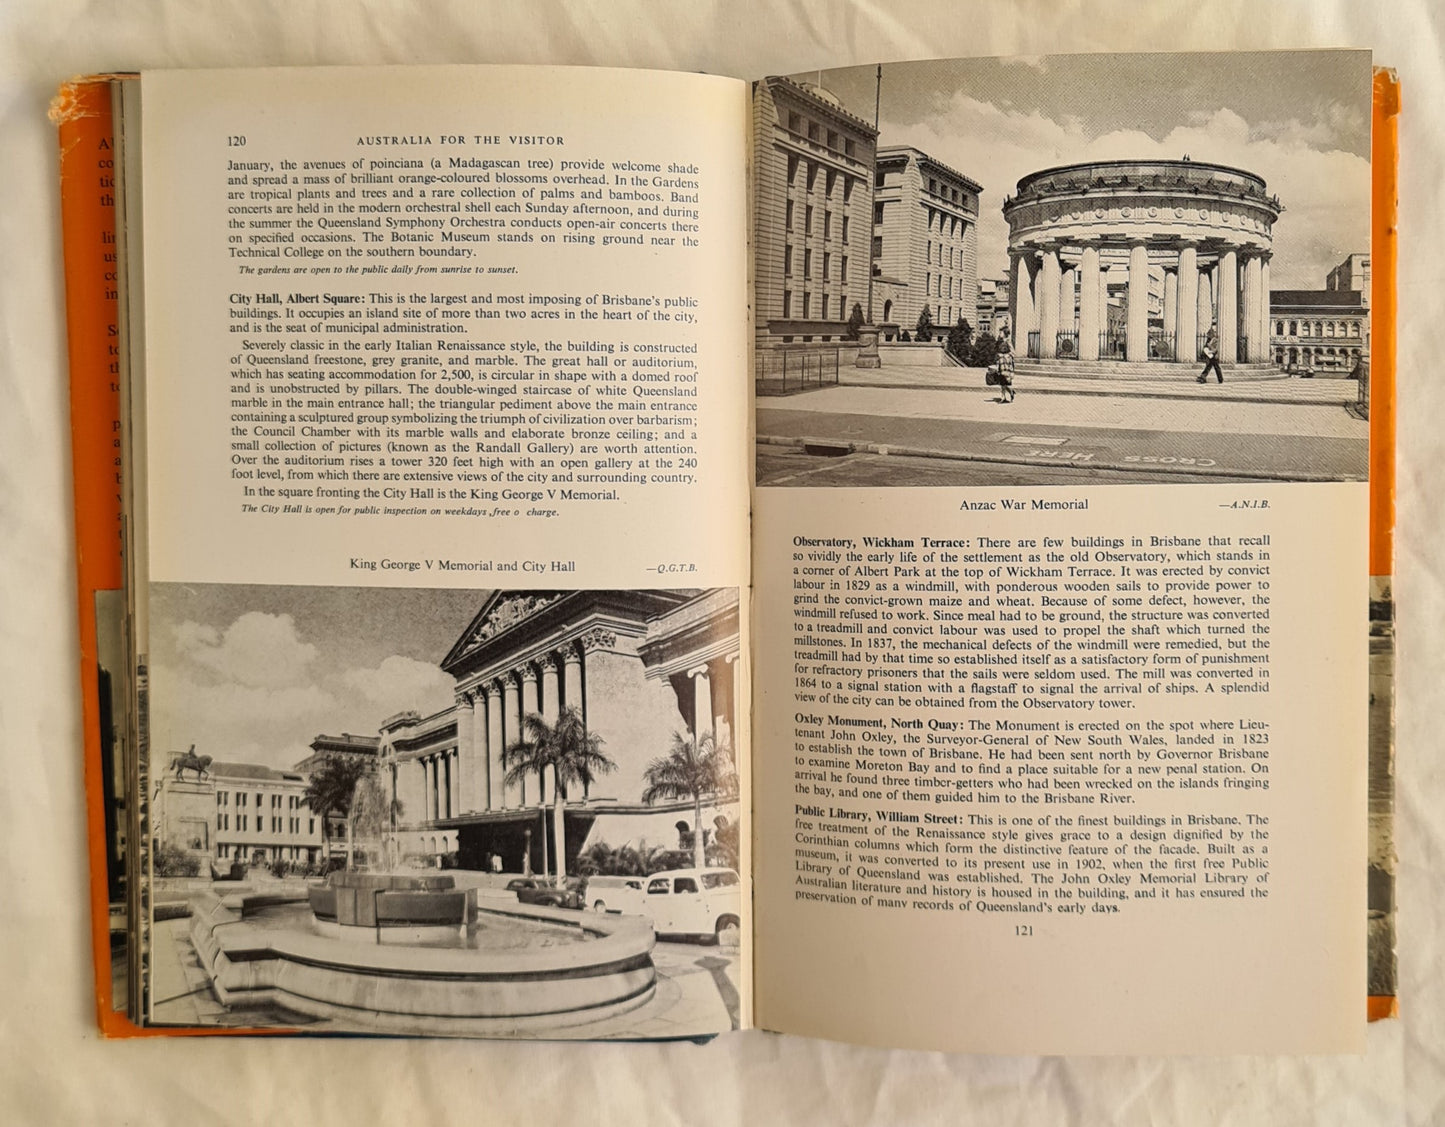 120 AUSTRALIA FOR THE VISITOR
January, the avenues of poinciana (a Madagascan tree) provide welcome shade
and spread a mass of brilliant orange-coloured blossoms overhead. In the Gardens
are tropical plants and trees and a rare collection of palms and bamboos. Band
concerts are held in the modern orchestral shell each Sunday afternoon, and during
the summer the Queensland Symphony Orchestra conducts open-air concerts there
on specified occasions. The Botanic Museum stands on rising ground near the
Technical College on the southern boundary.
The gardens are open to the public daily from sunrise to sunset.
City Hall, Albert Square: This is the largest and most imposing of Brisbane's public
buildings. It occupies an island site of more than two acres in the heart of the city,
and is the seat of municipal administration.
Severely classic in the early Italian Renaissance style, the building is constructed
of Queensland freestone, grey granite, and marble. The great hall or auditorium,
which has seating accommodation for 2,500, is circular in shape with a domed roof
and is unobstructed by pillars. The double-winged staircase of white Queensland
marble in the main entrance hall; the triangular pediment above the main entrance
containing a sculptured group symbolizing the triumph of civilization over barbarism;
the Council Chamber with its marble walls and elaborate bronze ceiling; and a
small collection of pictures (known as the Randall Gallery) are worth attention.
Over the auditorium rises a tower 320 feet high with an open gallery at the 240
foot level, from which there are extensive views of the city and surrounding country.
In the square fronting the City Hall is the King George V Memorial.
The City Hall is open for public inspection on weekdays ,free o charge.
King George V Memorial and City Hall —Q.G.T.B.
CROSS
HERE
Anzac War Memorial —A.N.I.B.
Observatory, Wickham Terrace: There are few buildings in Brisbane that recall
so vividly the early life of the settlement as the old Observatory, which stands in
a corner of Albert Park at the top of Wickham Terrace. It was erected by convict
labour in 1829 as a windmill, with ponderous wooden sails to provide power to
grind the convict-grown maize and wheat. Because of some defect, however, the
windmill refused to work. Since meal had to be ground, the structure was converted
to a treadmill and convict labour was used to propel the shaft which turned the
millstones. In 1837, the mechanical defects of the windmill were remedied, but the
treadmill had by that time so established itself as a satisfactory form of punishment
for refractory prisoners that the sails were seldom used. The mill was converted in
1864 to a signal station with a flagstaff to signal the arrival of ships. A splendid
view of the city can be obtained from the Observatory tower.
Oxley Monument, North Quay: The Monument is erected on the spot where Lieu-
tenant John Oxley, the Surveyor-General of New South Wales, landed in 1823
to establish the town of Brisbane. He had been sent north by Governor Brisbane
to examine Moreton Bay and to find a place suitable for a new penal station. On
arrival he found three timber-getters who had been wrecked on the islands fringing
the bay, and one of them guided him to the Brisbane River.
Public Library, William Street: This is one of the finest buildings in Brisbane. The
free treatment of the Renaissance style gives grace to a design dignified by the
Corinthian columns which form the distinctive feature of the facade. Built as a
museum, it was converted to its present use in 1902, when the first free Public
Library of Queensland was established. The John Oxley Memorial Library of
Australian literature and history is housed in the building, and it has ensured the
preservation of many records of Queensland's early days.
121